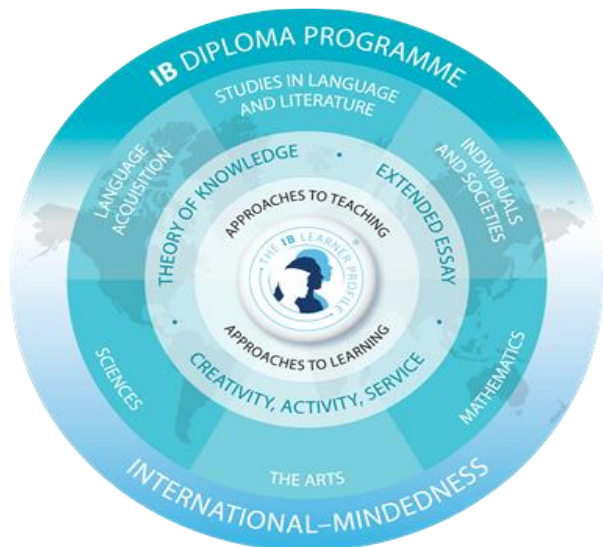 IB DIPLOMA PROGRAMME
STUDIES IN LANGUAGE
AND LITERATURE
LANGUAGE
ACQUISITION
INDIVIDUALS
AND SOCIETIES
THEORY OF KNOWLEDGE
•
EXTENDED ESSAY
APPROACHES TO TEACHING
THE IB LEARNER PROFILE
®
APPROACHES TO LEARNING
•
CREATIVITY, ACTIVITY, SERVICE
•
SCIENCES
MATHEMATICS
THE ARTS
INTERNATIONAL–MINDEDNESS